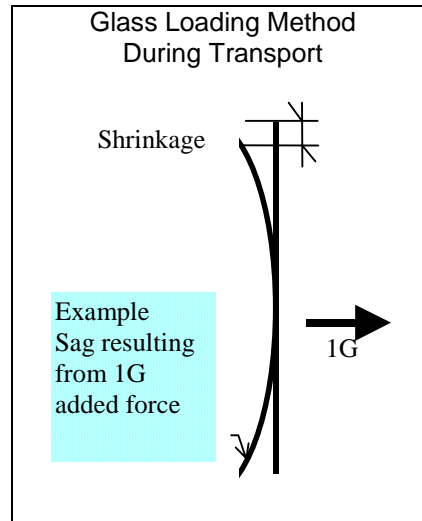 Glass Loading Method
During Transport
Shrinkage
Example
Sag resulting
from 1G
added force
1G